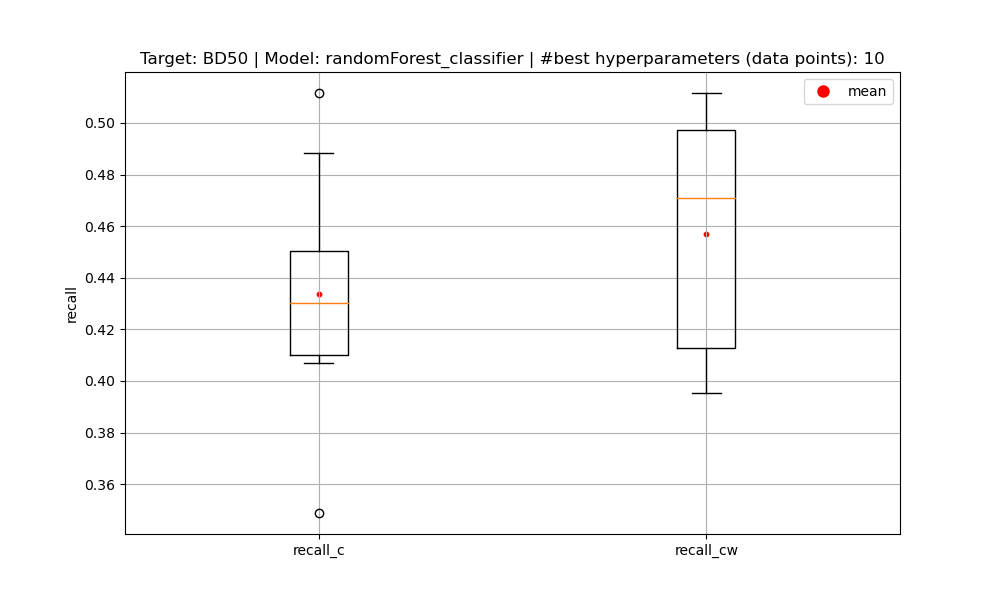 Target: BD50 | Model: randomForest_classifier | #best hyperparameters (data points): 10
mean
0.50
0.48
0.46
0.44
0.42
0.40
0.38
0.36
recall
recall_c
recall_cw